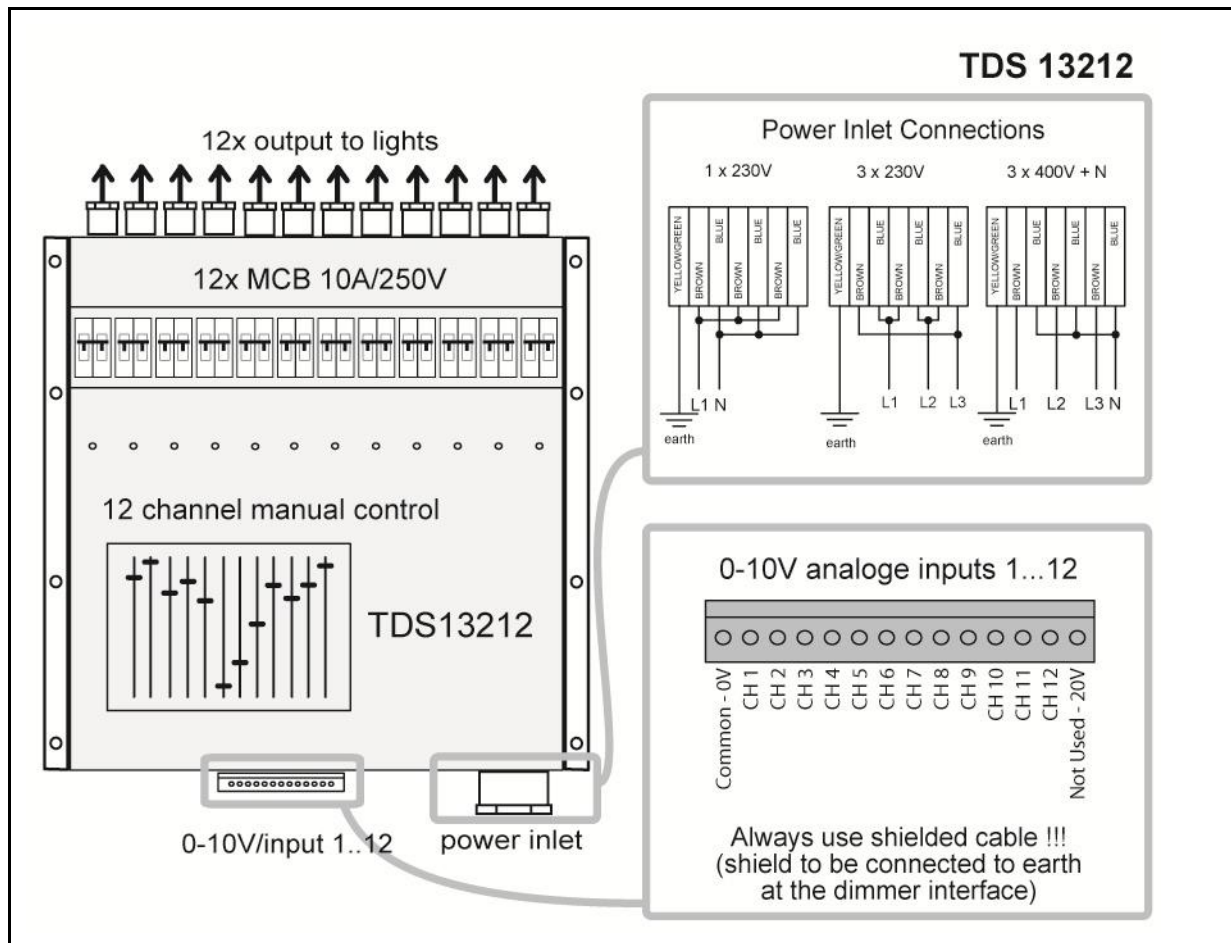 TDS 13212
12x output to lights
12x MCB 10A/250V
12 channel manual control
TDS13212
0-10V/input 1..12
power inlet
Power Inlet Connections
1 x 230V
3 x 230V
3 x 400V + N
YELLOW/GREEN
BROWN
BLUE
BROWN
BLUE
BROWN
BLUE
YELLOW/GREEN
BROWN
BLUE
BROWN
BLUE
BROWN
BLUE
YELLOW/GREEN
BROWN
BLUE
BROWN
BLUE
BROWN
BLUE
L1 N
L1 L2 L3
L1 L2 L3 N
earth
earth
earth
0-10V analoge inputs 1...12
Common - 0V
CH 1
CH 2
CH 3
CH 4
CH 5
CH 6
CH 7
CH 8
CH 9
CH 10
CH 11
CH 12
Not Used - 20V
Always use shielded cable !!!
(shield to be connected to earth
at the dimmer interface)